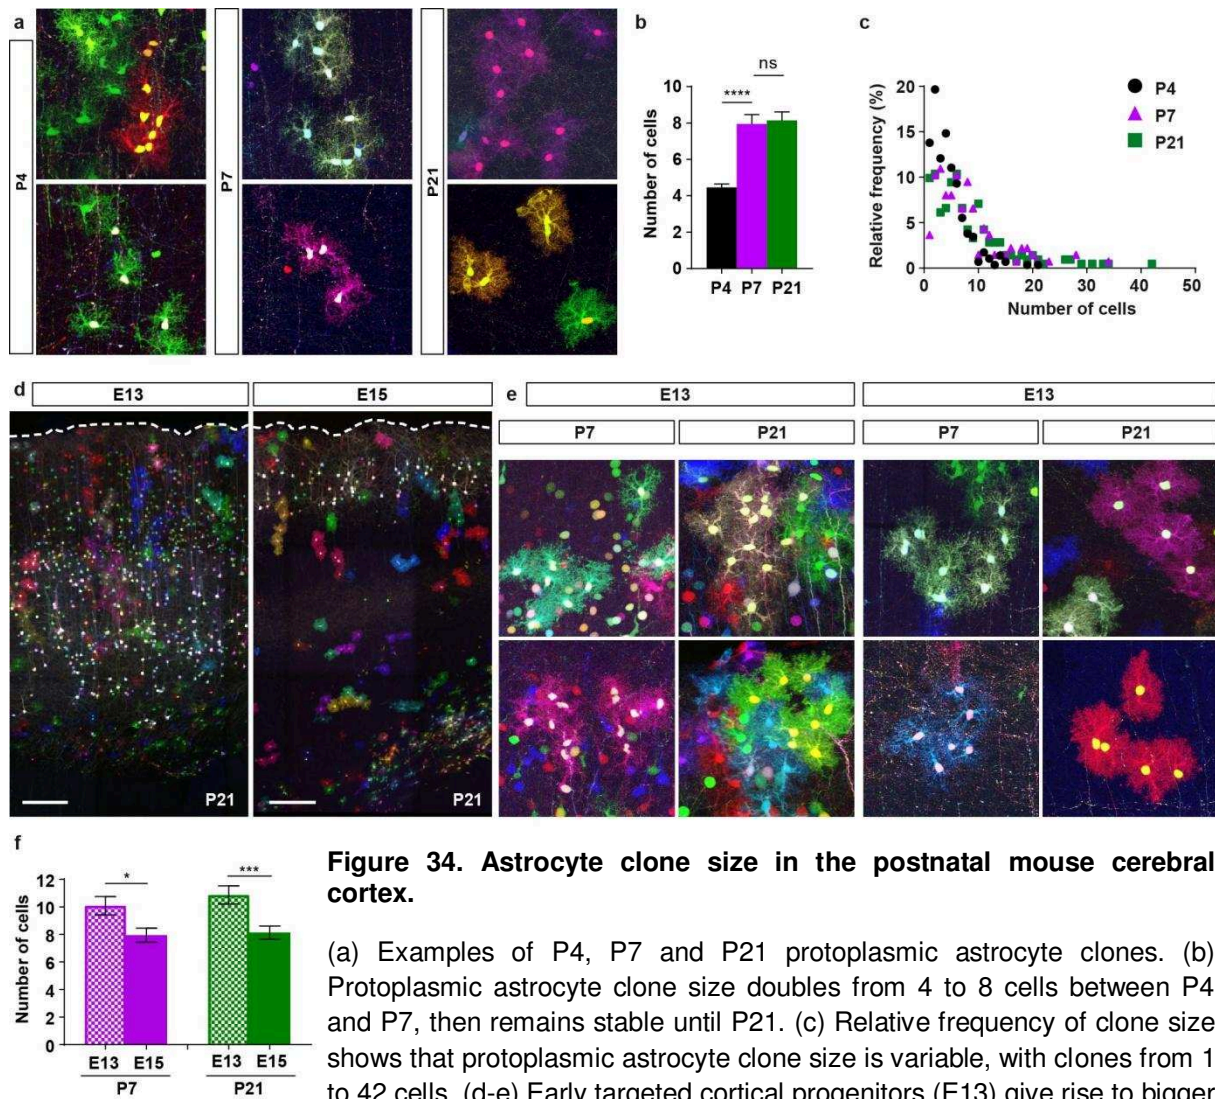 a
P4
P7
P21
b
Number of cells
10
8
6
4
2
0
****
ns
P4 P7 P21
c
Relative frequency (%)
20
15
10
5
0
0 10 20 30 40 50
Number of cells
P4
P7
P21
d
E13
E15
P21
P21
e
E13
E13
P7
P21
P7
P21
f
Number of cells
12
10
8
6
4
2
0
*
***
E13 E15 E13 E15
P7 P21
Figure 34. Astrocyte clone size in the postnatal mouse cerebral
cortex.
(a) Examples of P4, P7 and P21 protoplasmic astrocyte clones. (b)
Protoplasmic astrocyte clone size doubles from 4 to 8 cells between P4
and P7, then remains stable until P21. (c) Relative frequency of clone size
shows that protoplasmic astrocyte clone size is variable, with clones from 1
to 42 cells. (d-e) Early targeted cortical progenitors (E13) give rise to bigger